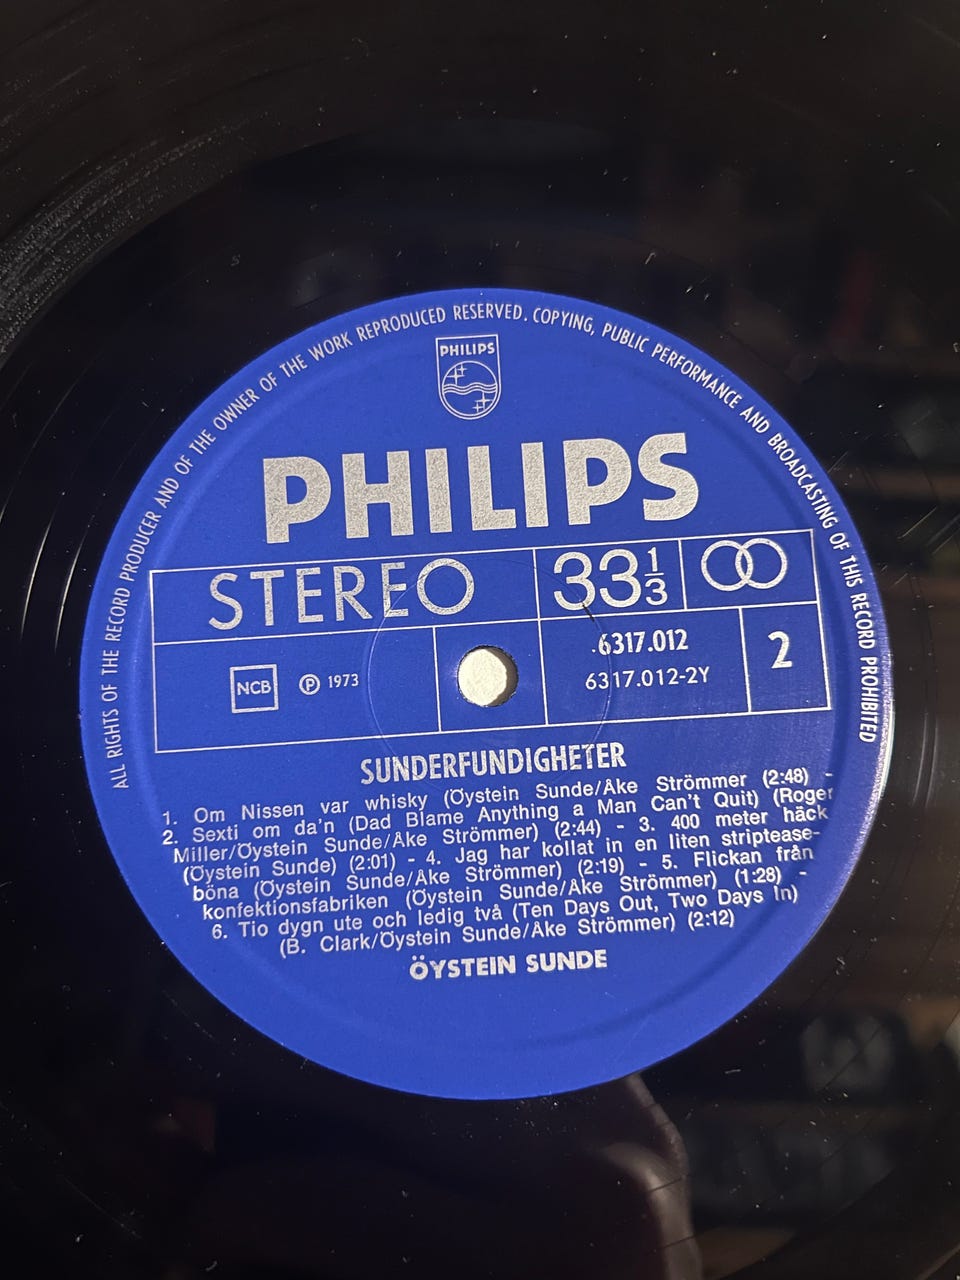 ALL RIGHTS OF THE RECORD PRODUCER AND OF THE OWNER OF THE WORK REPRODUCED RESERVED. COPYING, PUBLIC PERFORMANCE AND BROADCASTING OF THIS RECORD PROHIBITED
PHILIPS
PHILIPS
STEREO 33 1/3
NCB Ⓟ 1973 6317.012 2
6317.012-2Y
SUNDERFUNDIGHETER
1. Om Nissen var whisky (Öystein Sunde/Åke Strömmer (2:48) -
2. Sexti om da'n (Dad Blame Anything a Man Can't Quit) (Roger
Miller/Öystein Sunde/Åke Strömmer) (2:44) - 3. 400 meter häck
(Öystein Sunde) (2:01) - 4. Jag har kollat in en liten striptease-
böna (Öystein Sunde/Åke Strömmer) (2:19) - 5. Flickan från
konfektionsfabriken (Öystein Sunde/Åke Strömmer) (1:28) -
6. Tio dygn ute och ledig två (Ten Days Out, Two Days In)
(B. Clark/Öystein Sunde/Åke Strömmer) (2:12)
ÖYSTEIN SUNDE